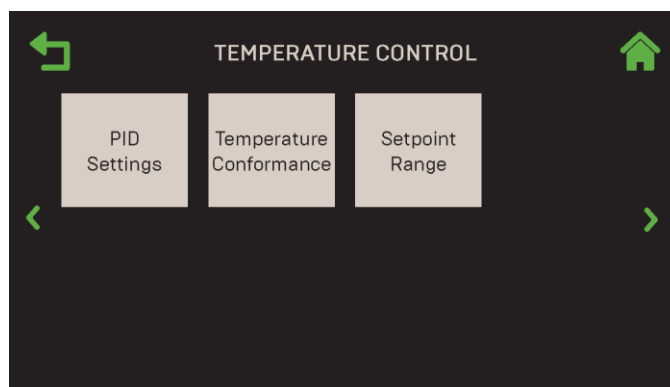 TEMPERATURE CONTROL
PID
Settings
Temperature
Conformance
Setpoint
Range